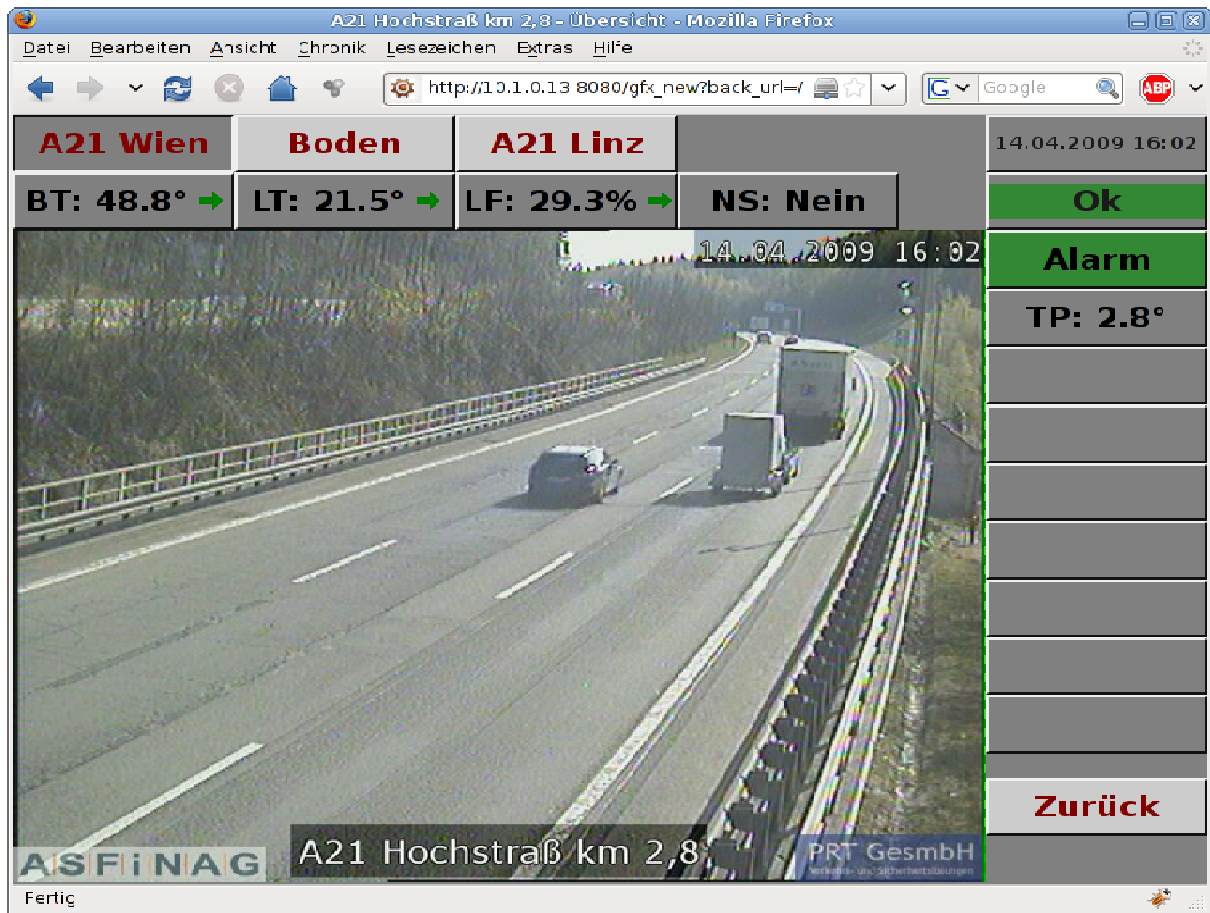 A21 Hochstraß km 2,8 - Übersicht - Mozilla Firefox
Datei Bearbeiten Ansicht Chronik Lesezeichen Extras Hilfe
http://10.1.0.13 8080/gfx_new?back_url=/
G Google ABP
A21 Wien Boden A21 Linz 14.04.2009 16:02
BT: 48.8° → LT: 21.5° → LF: 29.3% → NS: Nein Ok
14.04.2009 16:02
Alarm
TP: 2.8°
Zurück
A21 Hochstraß km 2,8
ASFiNAG
PRT GesmbH
Verkehrs- und Sicherheitslösungen
Fertig